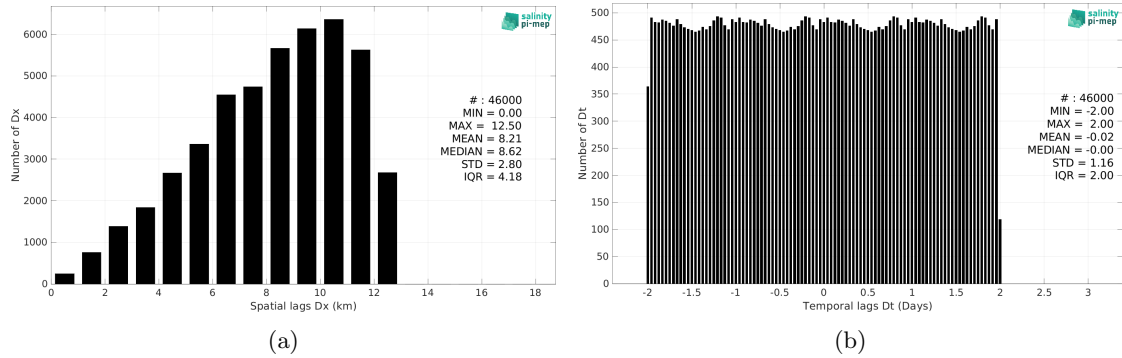 salinity
pi-mep
6000
5000
4000
3000
2000
1000
0
Number of Dx
# : 46000
MIN = 0.00
MAX = 12.50
MEAN = 8.21
MEDIAN = 8.62
STD = 2.80
IQR = 4.18
0 2 4 6 8 10 12 14 16 18
Spatial lags Dx (km)
(a)
salinity
pi-mep
500
450
400
350
300
250
200
150
100
50
0
Number of Dt
# : 46000
MIN = -2.00
MAX = 2.00
MEAN = -0.02
MEDIAN = -0.00
STD = 1.16
IQR = 2.00
-2 -1.5 -1 -0.5 0 0.5 1 1.5 2 2.5 3
Temporal lags Dt (Days)
(b)